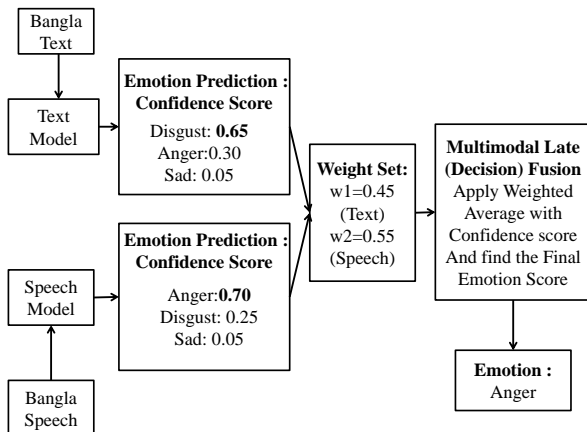 Bangla
Text
Text
Model
Emotion Prediction :
Confidence Score
Disgust: 0.65
Anger:0.30
Sad: 0.05
Speech
Model
Bangla
Speech
Emotion Prediction :
Confidence Score
Anger:0.70
Disgust: 0.25
Sad: 0.05
Weight Set:
w1=0.45
(Text)
w2=0.55
(Speech)
Multimodal Late
(Decision) Fusion
Apply Weighted
Average with
Confidence score
And find the Final
Emotion Score
Emotion :
Anger